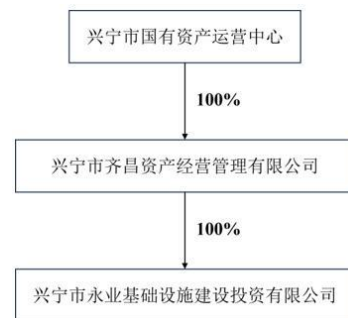 兴宁市国有资产运营中心
100%
兴宁市齐昌资产经营管理有限公司
100%
兴宁市永业基础设施建设投资有限公司